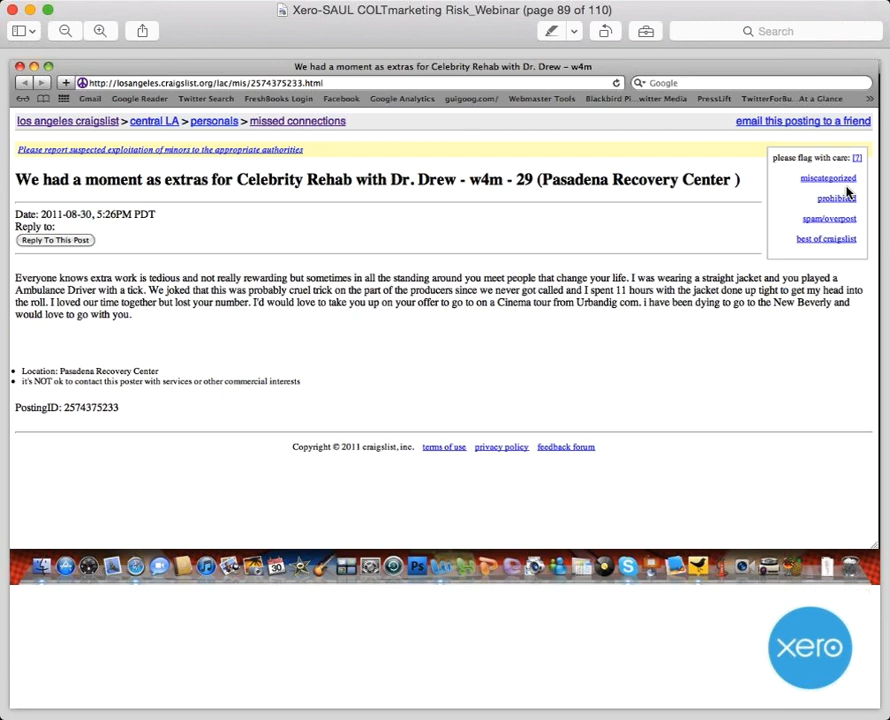 Xero-SAUL COLTmarketing Risk_Webinar (page 89 of 110)
Search
We had a moment as extras for Celebrity Rehab with Dr. Drew – w4m
http://losangeles.craigslist.org/lac/mis/2574375233.html
Google
Gmail Google Reader Twitter Search FreshBooks Login Facebook Google Analytics guigoog.com/ Webmaster Tools Blackbird Pi...witter Media PressLift TwitterForBu...At a Glance
los angeles craigslist > central LA > personals > missed connections
email this posting to a friend
Please report suspected exploitation of minors to the appropriate authorities
please flag with care: [?]
miscategorized
prohibited
spam/overpost
best of craigslist
We had a moment as extras for Celebrity Rehab with Dr. Drew - w4m - 29 (Pasadena Recovery Center )
Date: 2011-08-30, 5:26PM PDT
Reply to:
Reply To This Post
Everyone knows extra work is tedious and not really rewarding but sometimes in all the standing around you meet people that change your life. I was wearing a straight jacket and you played a
Ambulance Driver with a tick. We joked that this was probably cruel trick on the part of the producers since we never got called and I spent 11 hours with the jacket done up tight to get my head into
the roll. I loved our time together but lost your number. I'd would love to take you up on your offer to go to on a Cinema tour from Urbandig com. i have been dying to go to the New Beverly and
would love to go with you.
• Location: Pasadena Recovery Center
• it's NOT ok to contact this poster with services or other commercial interests
PostingID: 2574375233
Copyright © 2011 craigslist, inc. terms of use privacy policy feedback forum
30
Ps
xero